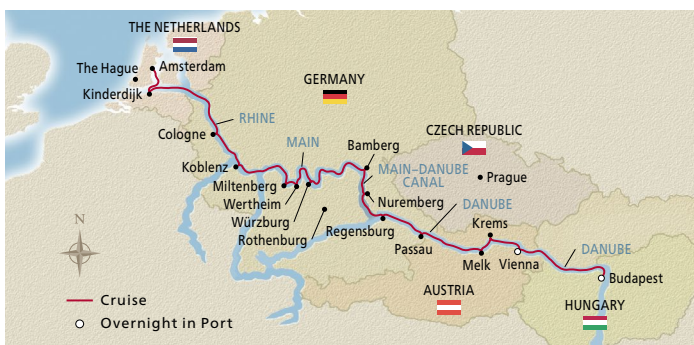 THE NETHERLANDS
The Hague
Amsterdam
Kinderdijk
GERMANY
RHINE
Cologne
MAIN
Bamberg
CZECH REPUBLIC
Koblenz
MAIN–DANUBE
CANAL
Prague
Miltenberg
Wertheim
Nuremberg
DANUBE
Würzburg
Krems
N
Rothenburg
Regensburg
Passau
DANUBE
Melk
Vienna
Budapest
AUSTRIA
HUNGARY
Cruise
Overnight in Port